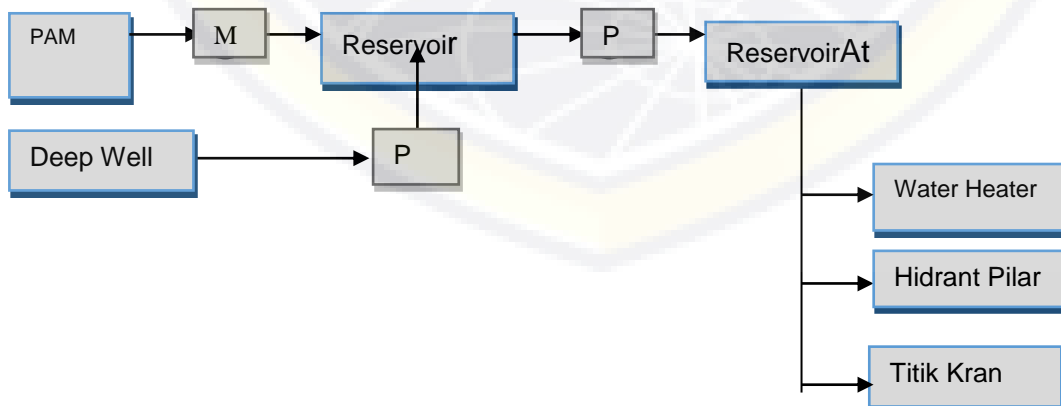 PAM
M
Reservoir
P
ReservoirAt
Deep Well
P
Water Heater
Hidrant Pilar
Titik Kran